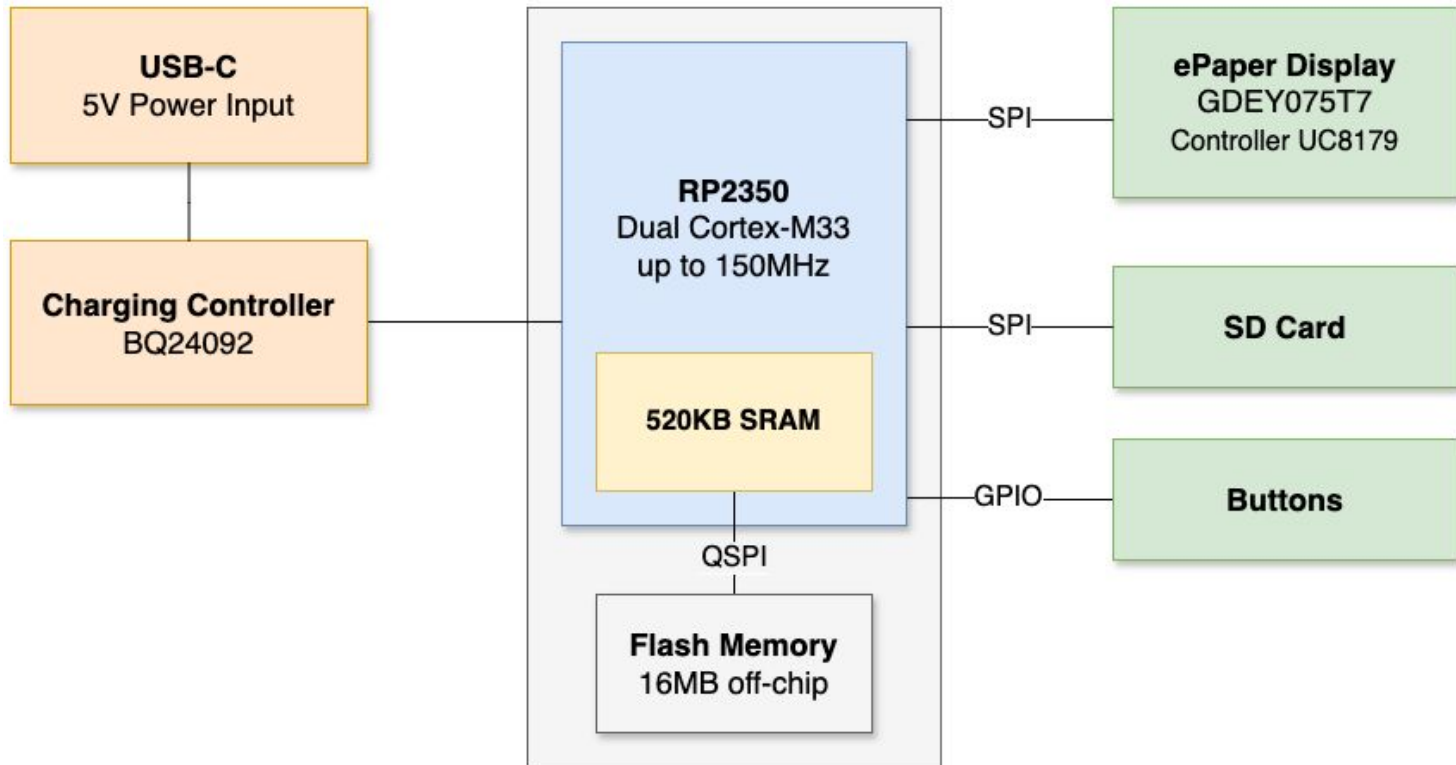 USB-C
5V Power Input
Charging Controller
BQ24092
RP2350
Dual Cortex-M33
up to 150MHz
520KB SRAM
QSPI
Flash Memory
16MB off-chip
SPI
ePaper Display
GDEY075T7
Controller UC8179
SPI
SD Card
GPIO
Buttons